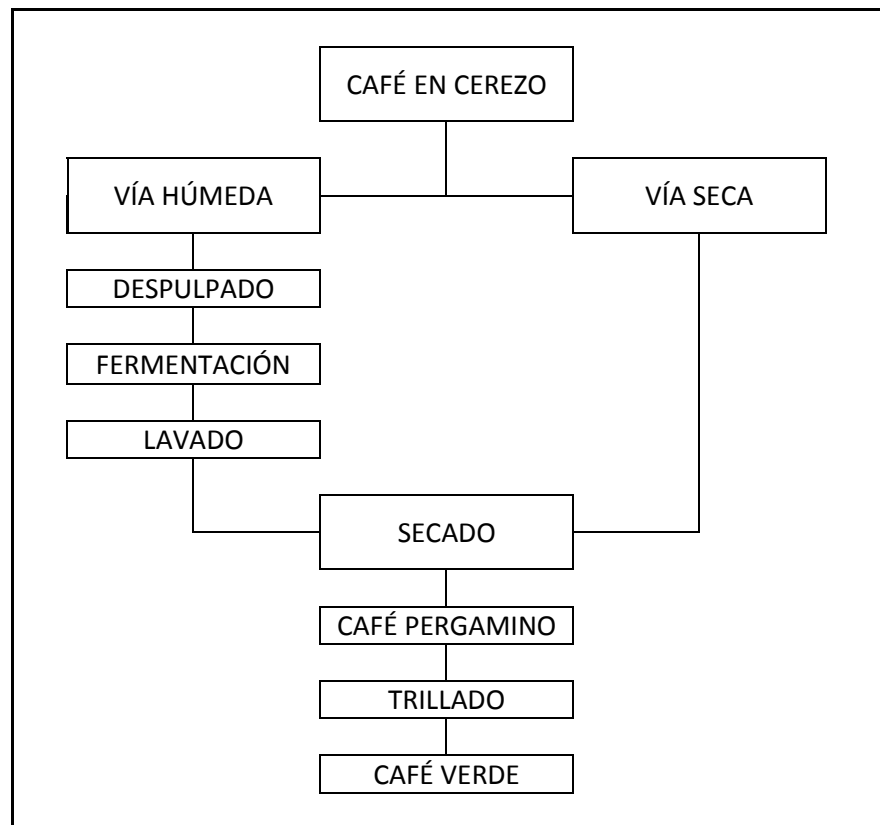 CAFÉ EN CEREZO
VÍA HÚMEDA
VÍA SECA
DESPULPADO
FERMENTACIÓN
LAVADO
SECADO
CAFÉ PERGAMINO
TRILLADO
CAFÉ VERDE